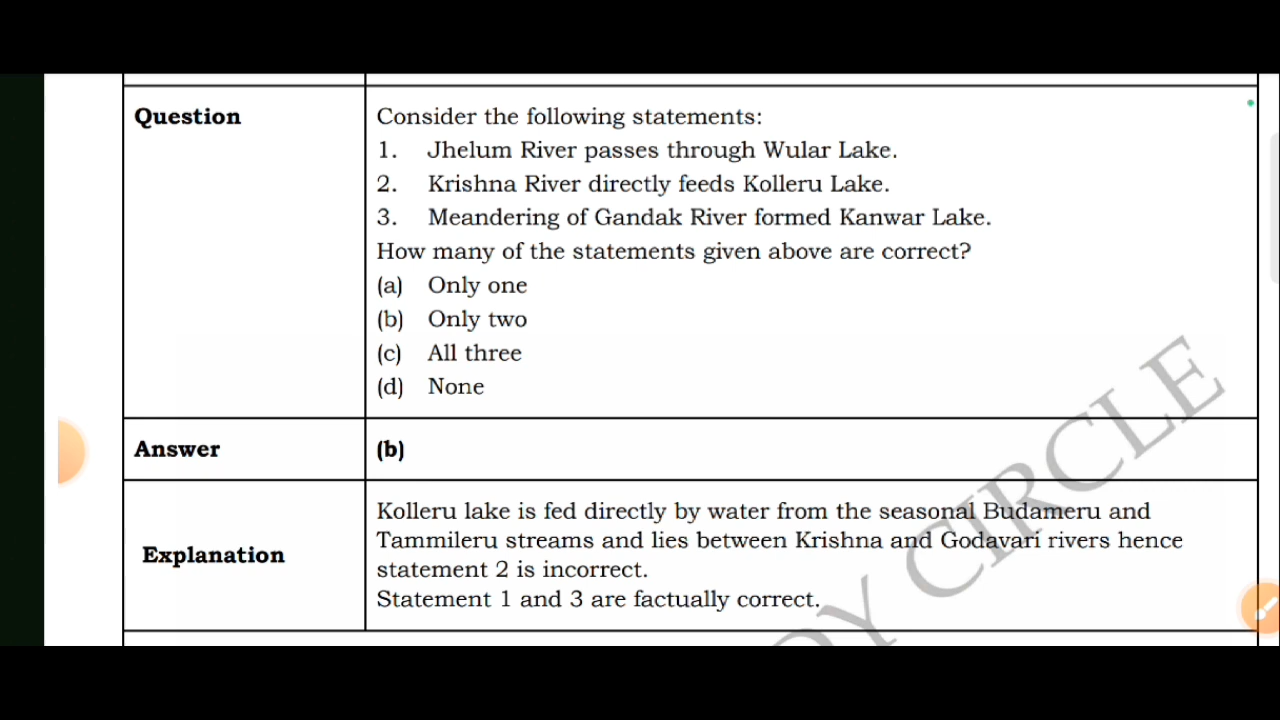 Question
Consider the following statements:
1. Jhelum River passes through Wular Lake.
2. Krishna River directly feeds Kolleru Lake.
3. Meandering of Gandak River formed Kanwar Lake.
How many of the statements given above are correct?
(a) Only one
(b) Only two
(c) All three
(d) None
Answer
(b)
Explanation
Kolleru lake is fed directly by water from the seasonal Budameru and
Tammileru streams and lies between Krishna and Godavari rivers hence
statement 2 is incorrect.
Statement 1 and 3 are factually correct.
CIRCLE